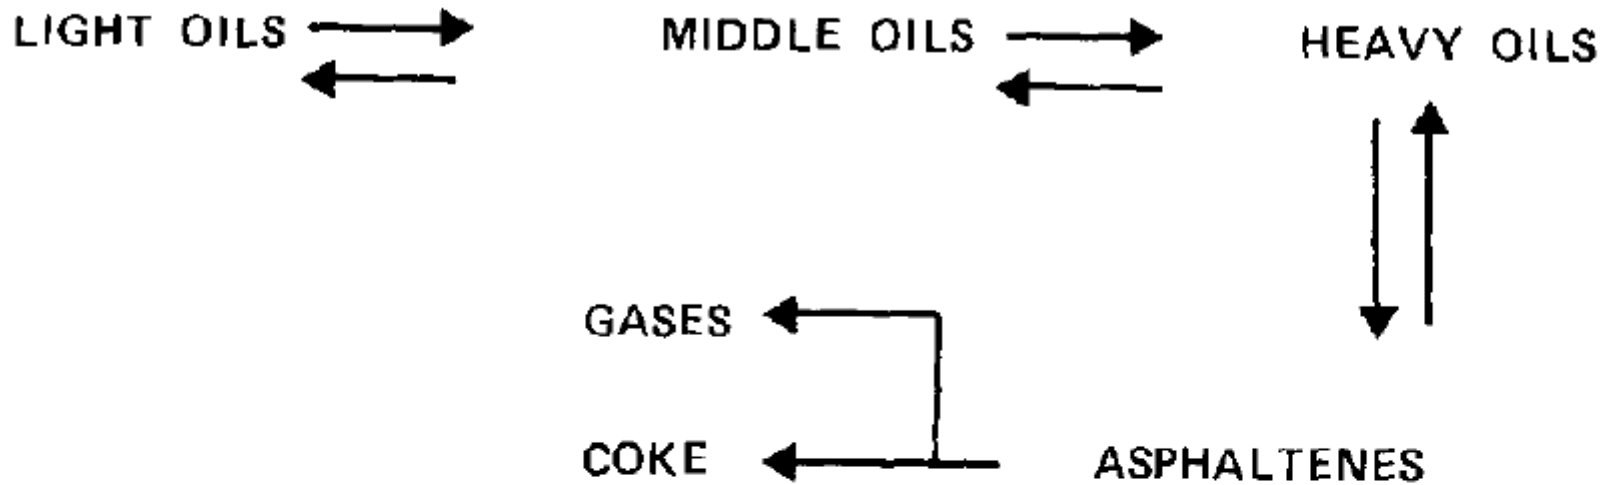 LIGHT OILS MIDDLE OILS HEAVY OILS
GASES
COKE ASPHALTENES